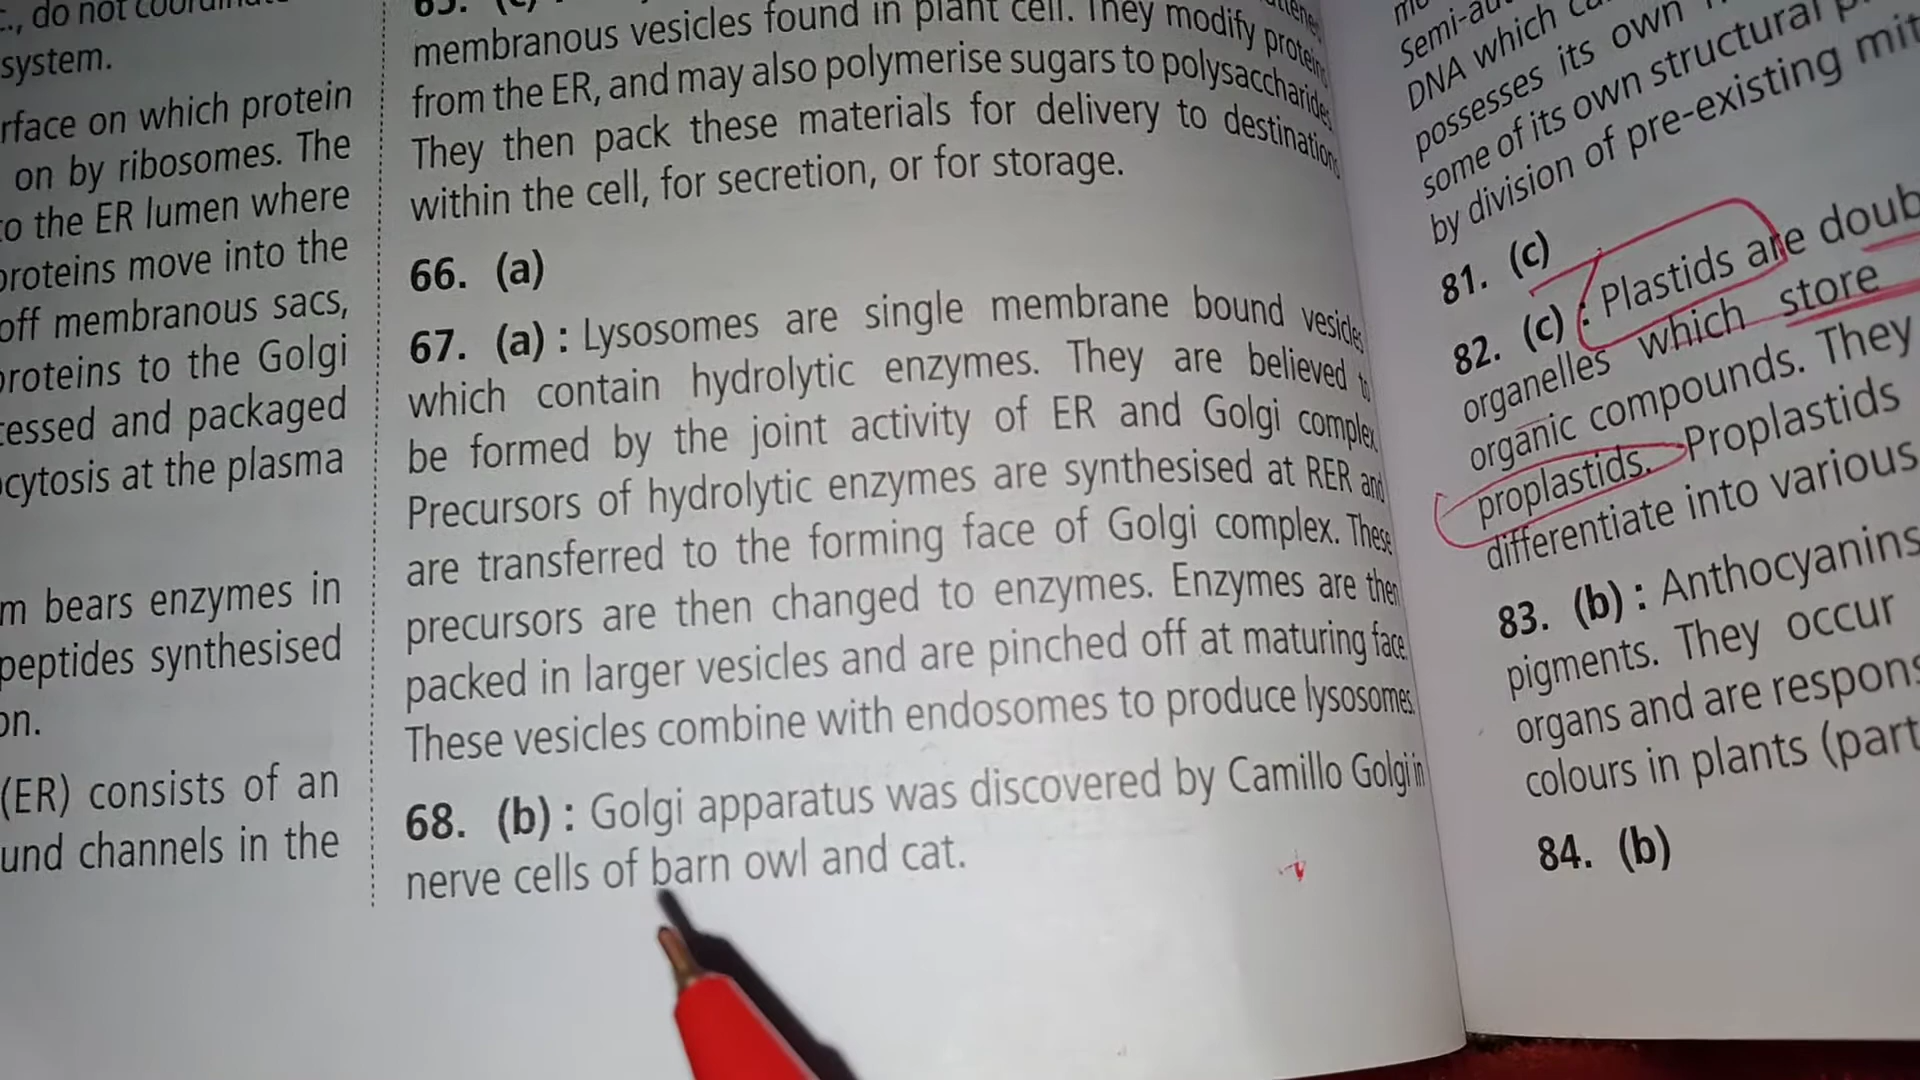 do not
system.
rface on which protein
on by ribosomes. The
to the ER lumen where
proteins move into the
off membranous sacs,
proteins to the Golgi
cessed and packaged
ocytosis at the plasma
m bears enzymes in
peptides synthesised
on.
(ER) consists of an
und channels in the
65. (c)
membranous vesicles found in plant cell. They modify protein
from the ER, and may also polymerise sugars to polysaccharides
They then pack these materials for delivery to destination
within the cell, for secretion, or for storage.
66. (a)
67. (a) : Lysosomes are single membrane bound vesicles
which contain hydrolytic enzymes. They are believed to
be formed by the joint activity of ER and Golgi complex
Precursors of hydrolytic enzymes are synthesised at RER and
are transferred to the forming face of Golgi complex. These
precursors are then changed to enzymes. Enzymes are then
packed in larger vesicles and are pinched off at maturing face.
These vesicles combine with endosomes to produce lysosomes.
68. (b) : Golgi apparatus was discovered by Camillo Golgi in
nerve cells of barn owl and cat.
Semi-au
DNA which
possesses its own
some of its own structural
by division of pre-existing mit
81. (c)
82. (c) : Plastids are doub
organelles which store
organic compounds. They
proplastids. Proplastids
differentiate into various
83. (b) : Anthocyanins
pigments. They occur
organs and are respons
colours in plants (part
84. (b)